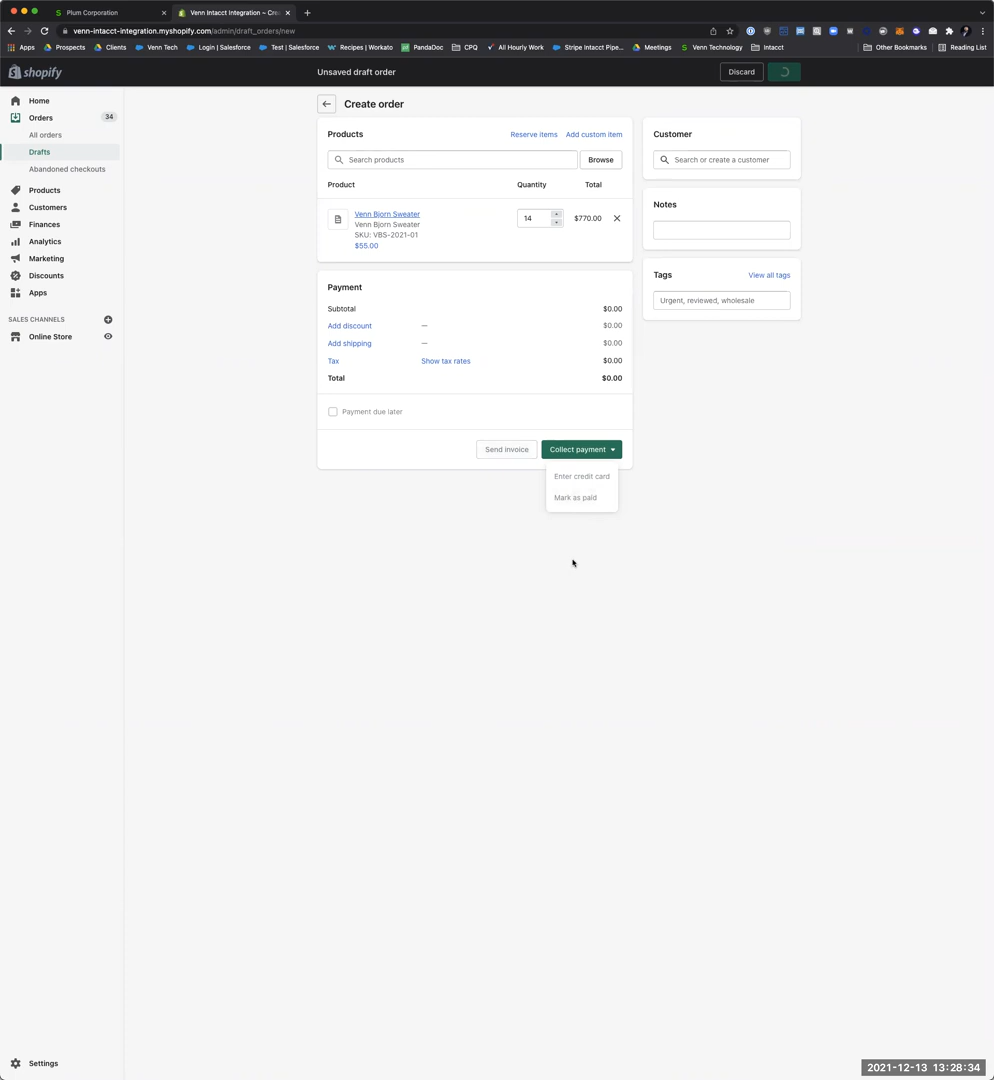 Plum Corporation
Venn Intacct Integration ~ Cre
venn-intacct-integration.myshopify.com/admin/draft_orders/new
Apps Prospects Clients Venn Tech Login | Salesforce Test | Salesforce Recipes | Workato PandaDoc CPQ All Hourly Work Stripe Intacct Pipe... Meetings Venn Technology Intacct Other Bookmarks Reading List
shopify
Unsaved draft order
Discard
Home
Orders 34
All orders
Drafts
Abandoned checkouts
Products
Customers
Finances
Analytics
Marketing
Discounts
Apps
SALES CHANNELS
Online Store
Settings
Create order
Products
Reserve items Add custom item
Search products
Browse
Product Quantity Total
Venn Bjorn Sweater
Venn Bjorn Sweater
SKU: VBS-2021-01
$55.00
14 $770.00
Payment
Subtotal $0.00
Add discount — $0.00
Add shipping — $0.00
Tax Show tax rates $0.00
Total $0.00
Payment due later
Send invoice
Collect payment
Enter credit card
Mark as paid
Customer
Search or create a customer
Notes
Tags View all tags
Urgent, reviewed, wholesale
2021-12-13 13:28:34